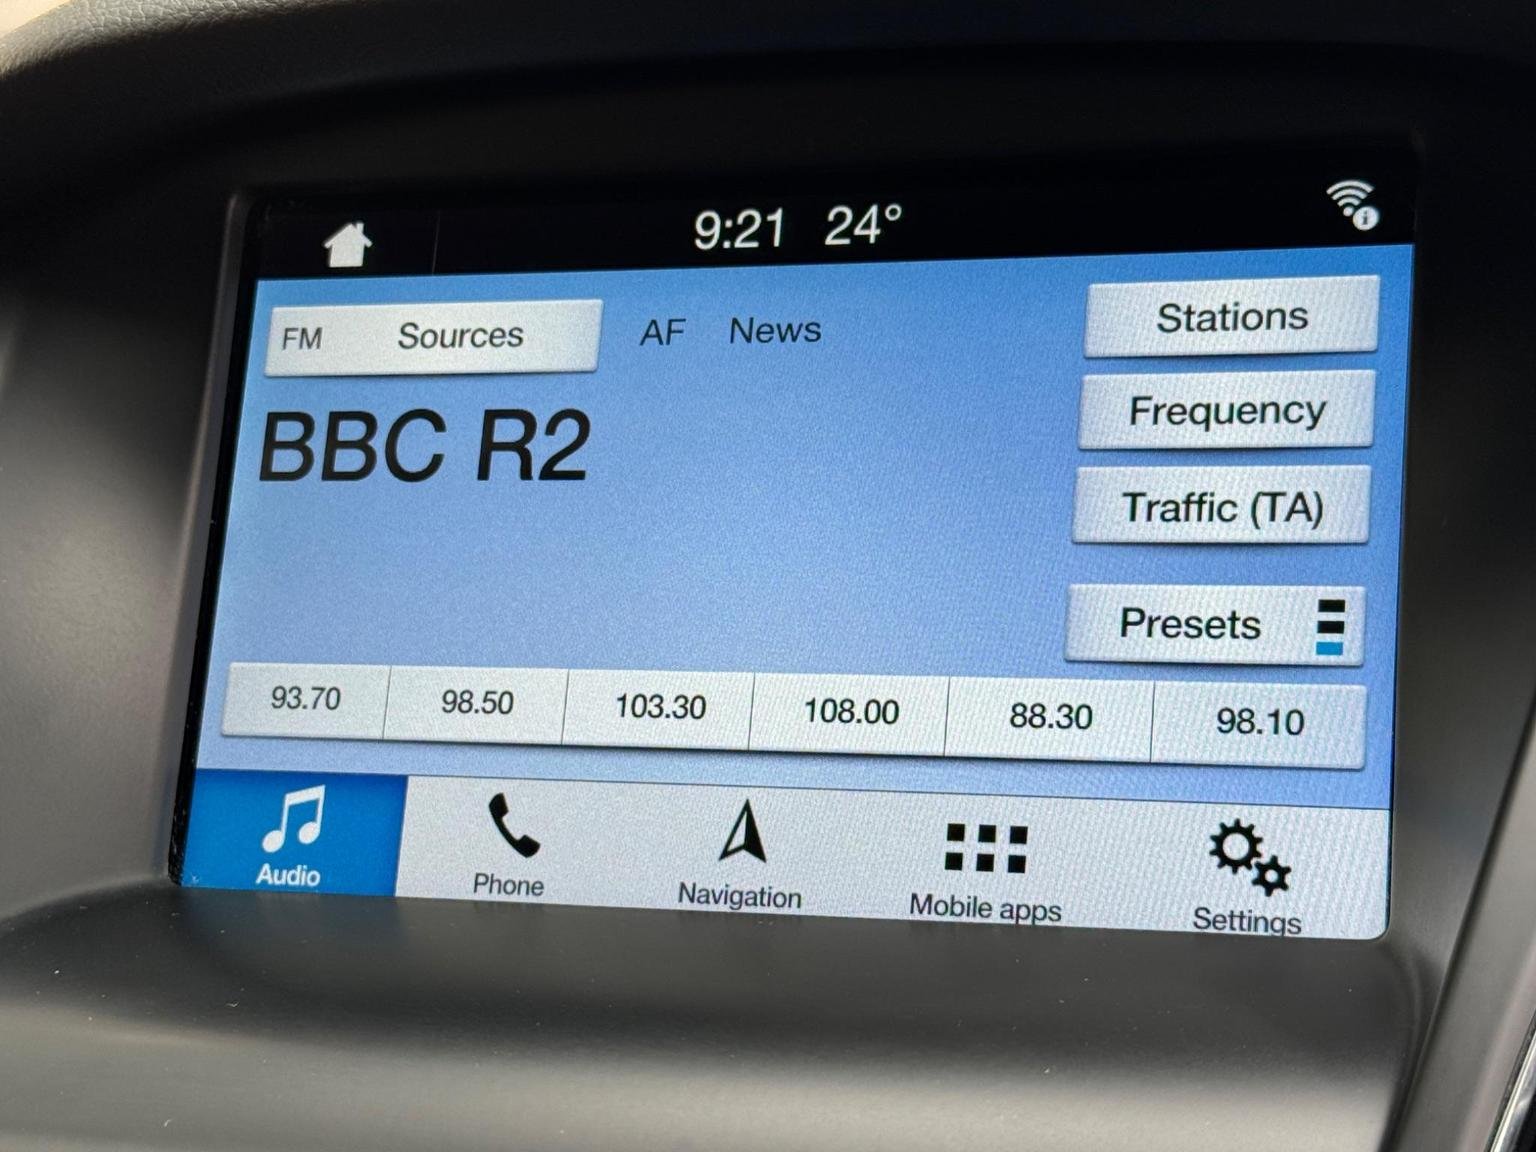 9:21 24°
FM Sources AF News
Stations
BBC R2
Frequency
Traffic (TA)
Presets
93.70 98.50 103.30 108.00 88.30 98.10
Audio Phone Navigation Mobile apps Settings